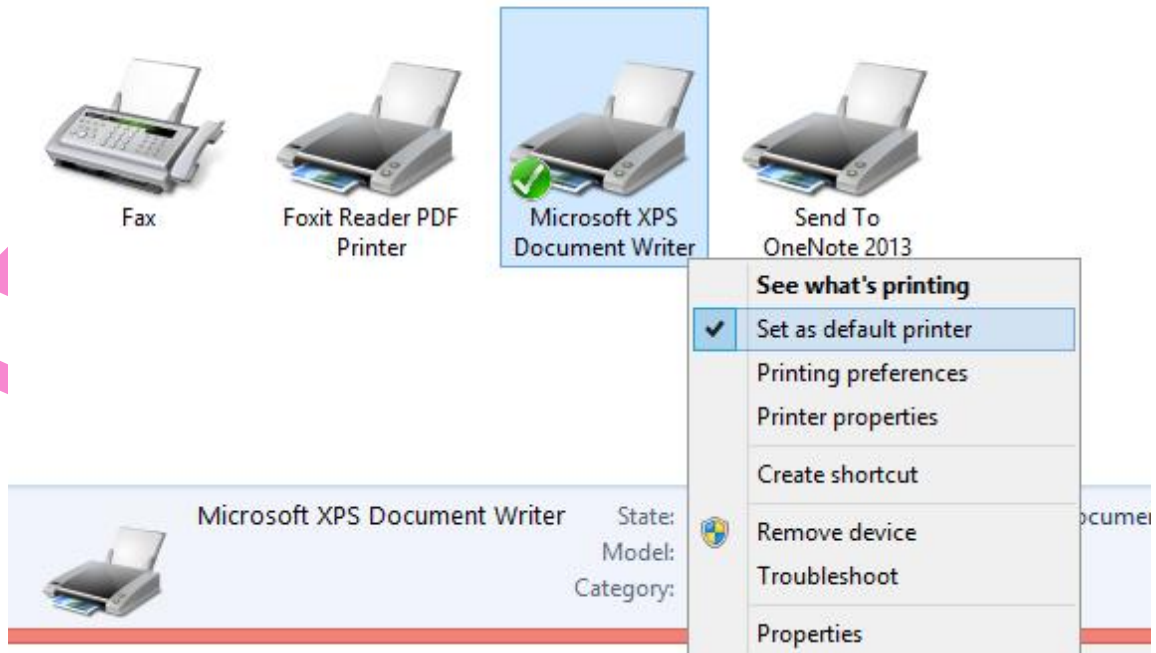 Fax
Foxit Reader PDF
Printer
Microsoft XPS
Document Writer
Send To
OneNote 2013
See what's printing
Set as default printer
Printing preferences
Printer properties
Create shortcut
Remove device
Troubleshoot
Properties
Microsoft XPS Document Writer
State:
Model:
Category: